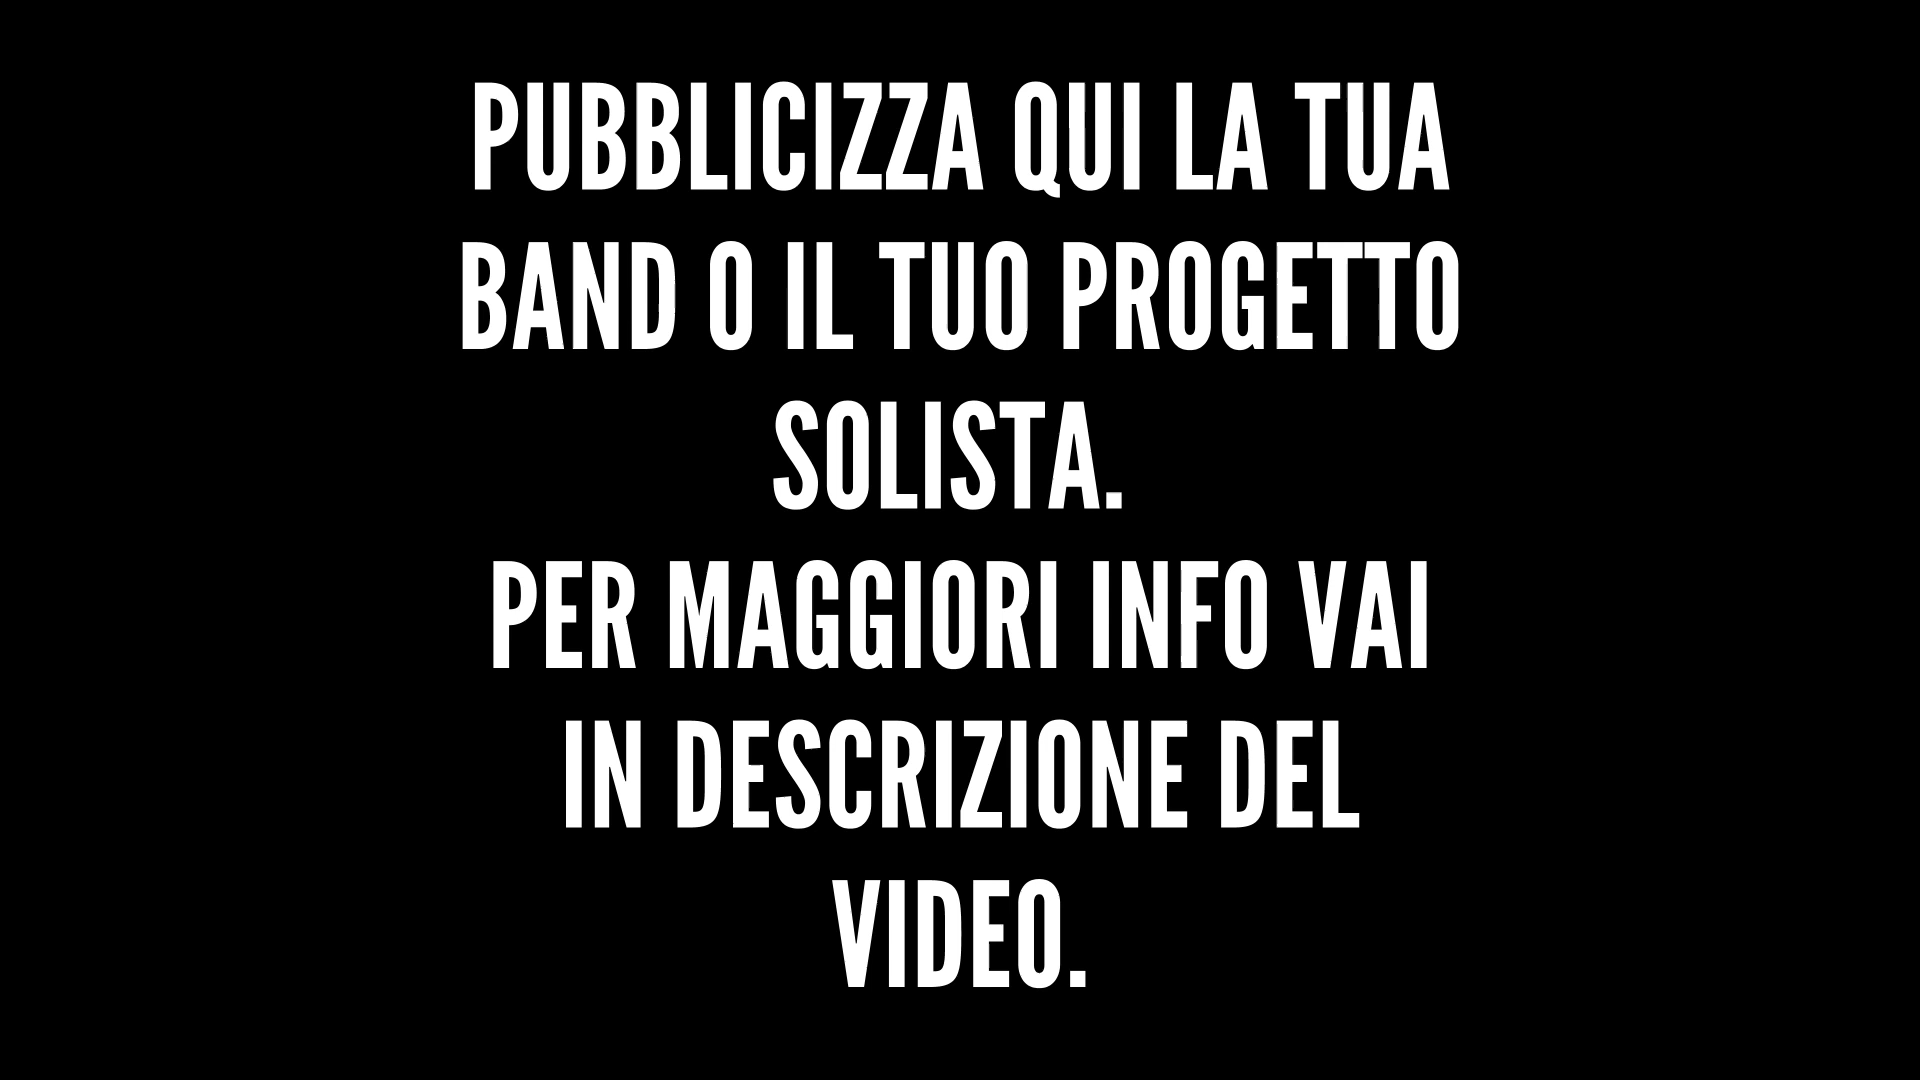 PUBBLICIZZA QUI LA TUA
BAND O IL TUO PROGETTO
SOLISTA.
PER MAGGIORI INFO VAI
IN DESCRIZIONE DEL
VIDEO.